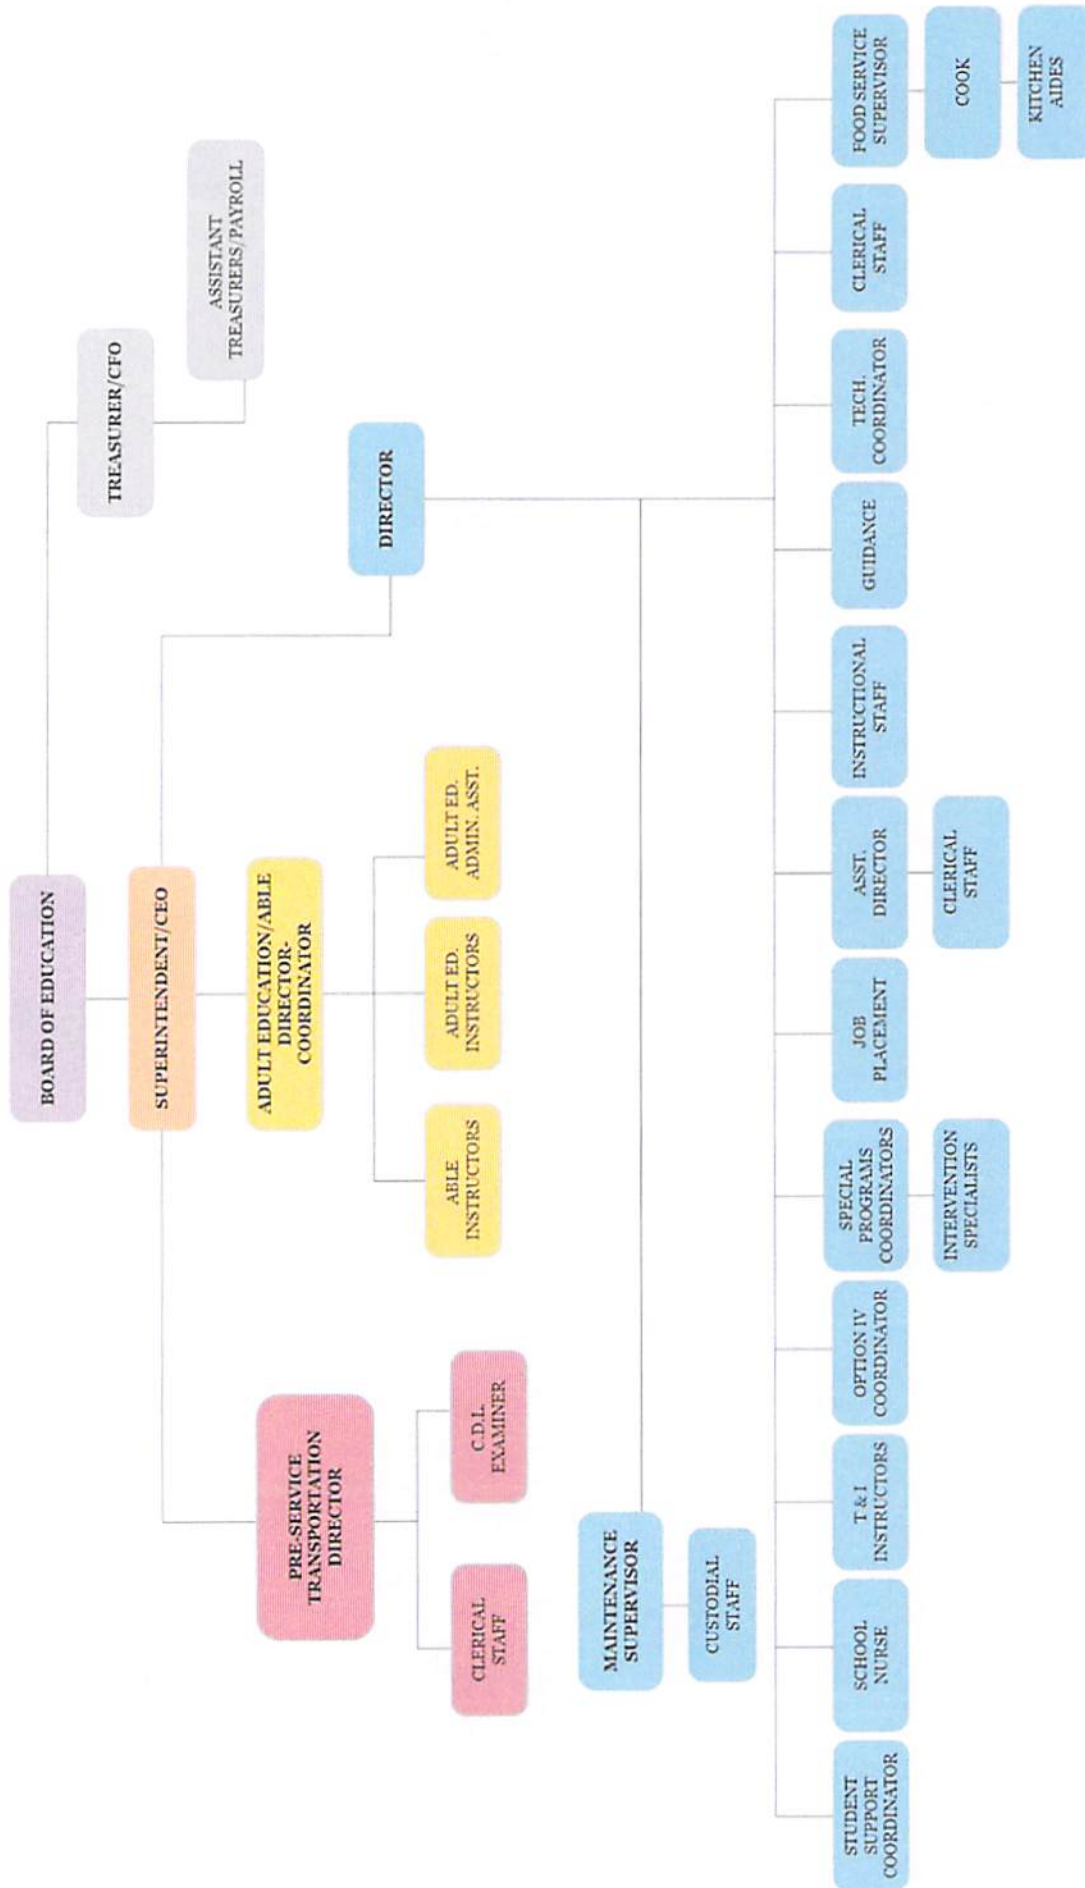 BOARD OF EDUCATION
TREASURER/CFO
ASSISTANT
TREASURERS/PAYROLL
SUPERINTENDENT/CEO
PRE-SERVICE
TRANSPORTATION
DIRECTOR
CLERICAL
STAFF
C.D.L.
EXAMINER
ADULT EDUCATION/ABLE
DIRECTOR-
COORDINATOR
ABLE
INSTRUCTORS
ADULT ED.
INSTRUCTORS
ADULT ED.
ADMIN. ASST.
DIRECTOR
MAINTENANCE
SUPERVISOR
CUSTODIAL
STAFF
STUDENT
SUPPORT
COORDINATOR
SCHOOL
NURSE
T & I
INSTRUCTORS
OPTION IV
COORDINATOR
SPECIAL
PROGRAMS
COORDINATORS
INTERVENTION
SPECIALISTS
JOB
PLACEMENT
ASST.
DIRECTOR
CLERICAL
STAFF
INSTRUCTIONAL
STAFF
GUIDANCE
TECH.
COORDINATOR
CLERICAL
STAFF
FOOD SERVICE
SUPERVISOR
COOK
KITCHEN
AIDES